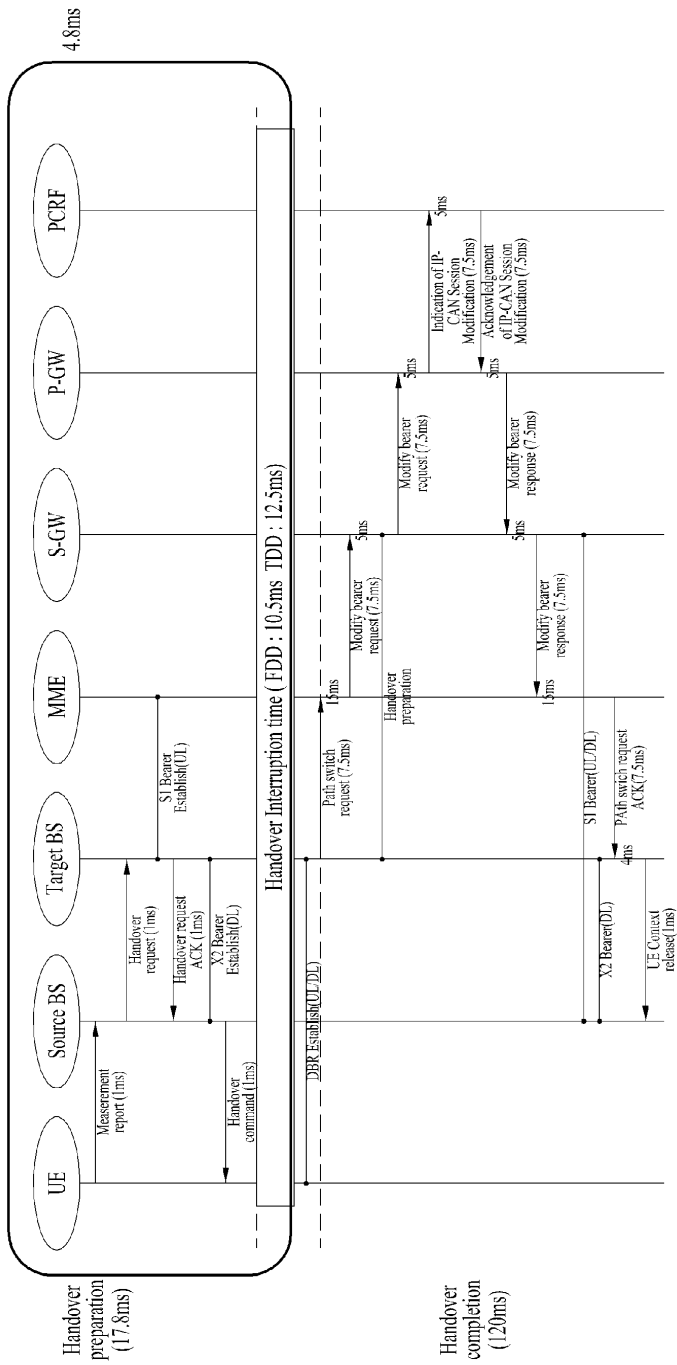 4.8ms
UE
Source BS
Target BS
MME
S-GW
P-GW
PCRF
Handover
preparation
(17.8ms)
Measerement
report (1ms)
Handover
request (1ms)
S1 Bearer
Establish(UL)
Handover request
ACK (1ms)
X2 Bearer
Establish(DL)
Handover
command (1ms)
Handover Interruption time ( FDD : 10.5ms TDD : 12.5ms)
DBR Establish(UL/DL)
Path switch
request (7.5ms)
15ms
Modify bearer
request (7.5ms)
5ms
Handover
preparation
Modify bearer
request (7.5ms)
5ms
Indication of IP-
CAN Session
Modification (7.5ms)
5ms
Acknowledgement
of IP-CAN Session
Modification (7.5ms)
5ms
Modify bearer
response (7.5ms)
5ms
Modify bearer
response (7.5ms)
15ms
S1 Bearer(UL/DL)
X2 Bearer(DL)
PAth swich request
ACK(7.5ms)
4ms
UE Context
release(1ms)
Handover
completion
(120ms)